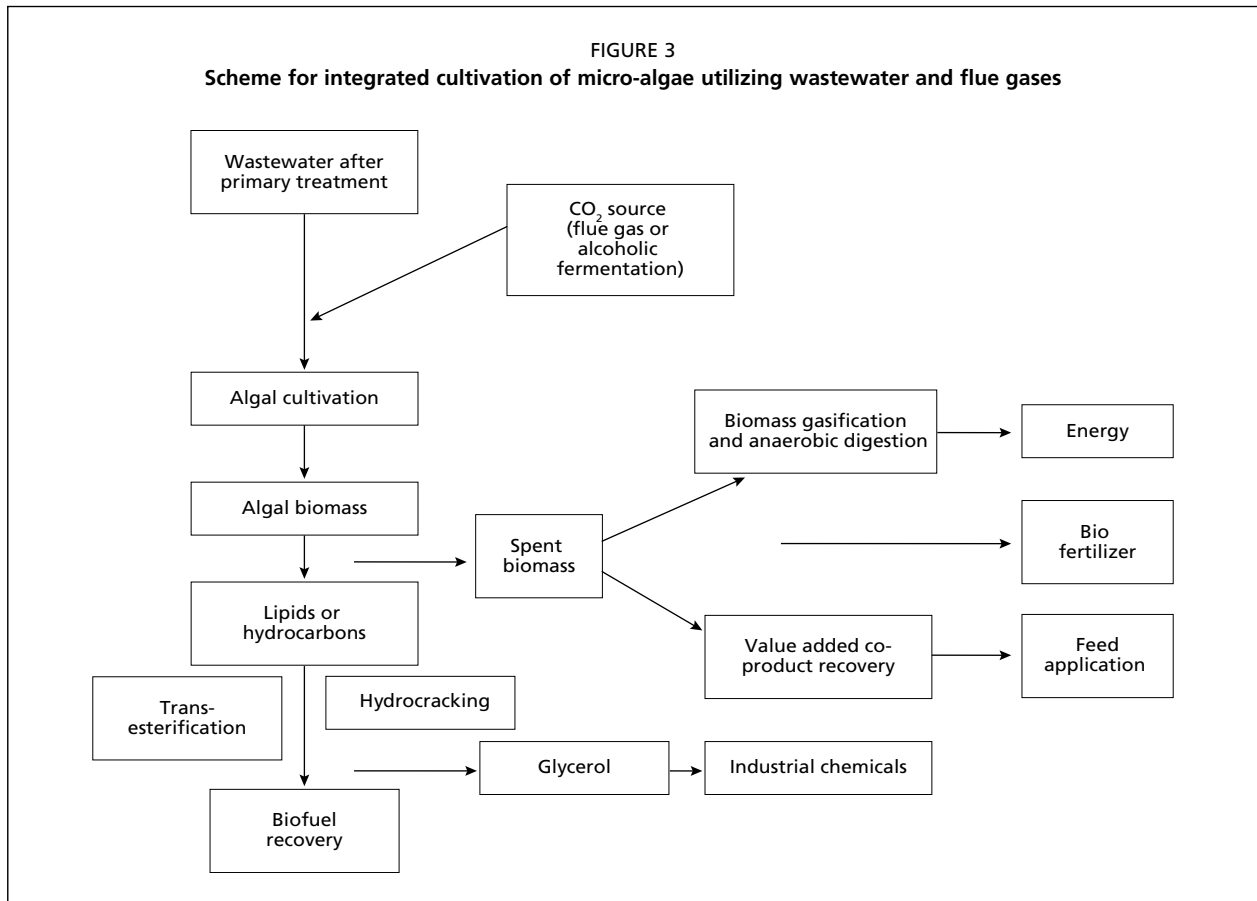 FIGURE 3
Scheme for integrated cultivation of micro-algae utilizing wastewater and flue gases
Wastewater after
primary treatment
CO₂ source
(flue gas or
alcoholic
fermentation)
Algal cultivation
Biomass gasification
and anaerobic digestion
Energy
Algal biomass
Spent
biomass
Bio
fertilizer
Lipids or
hydrocarbons
Value added co-
product recovery
Feed
application
Trans-
esterification
Hydrocracking
Glycerol
Industrial chemicals
Biofuel
recovery